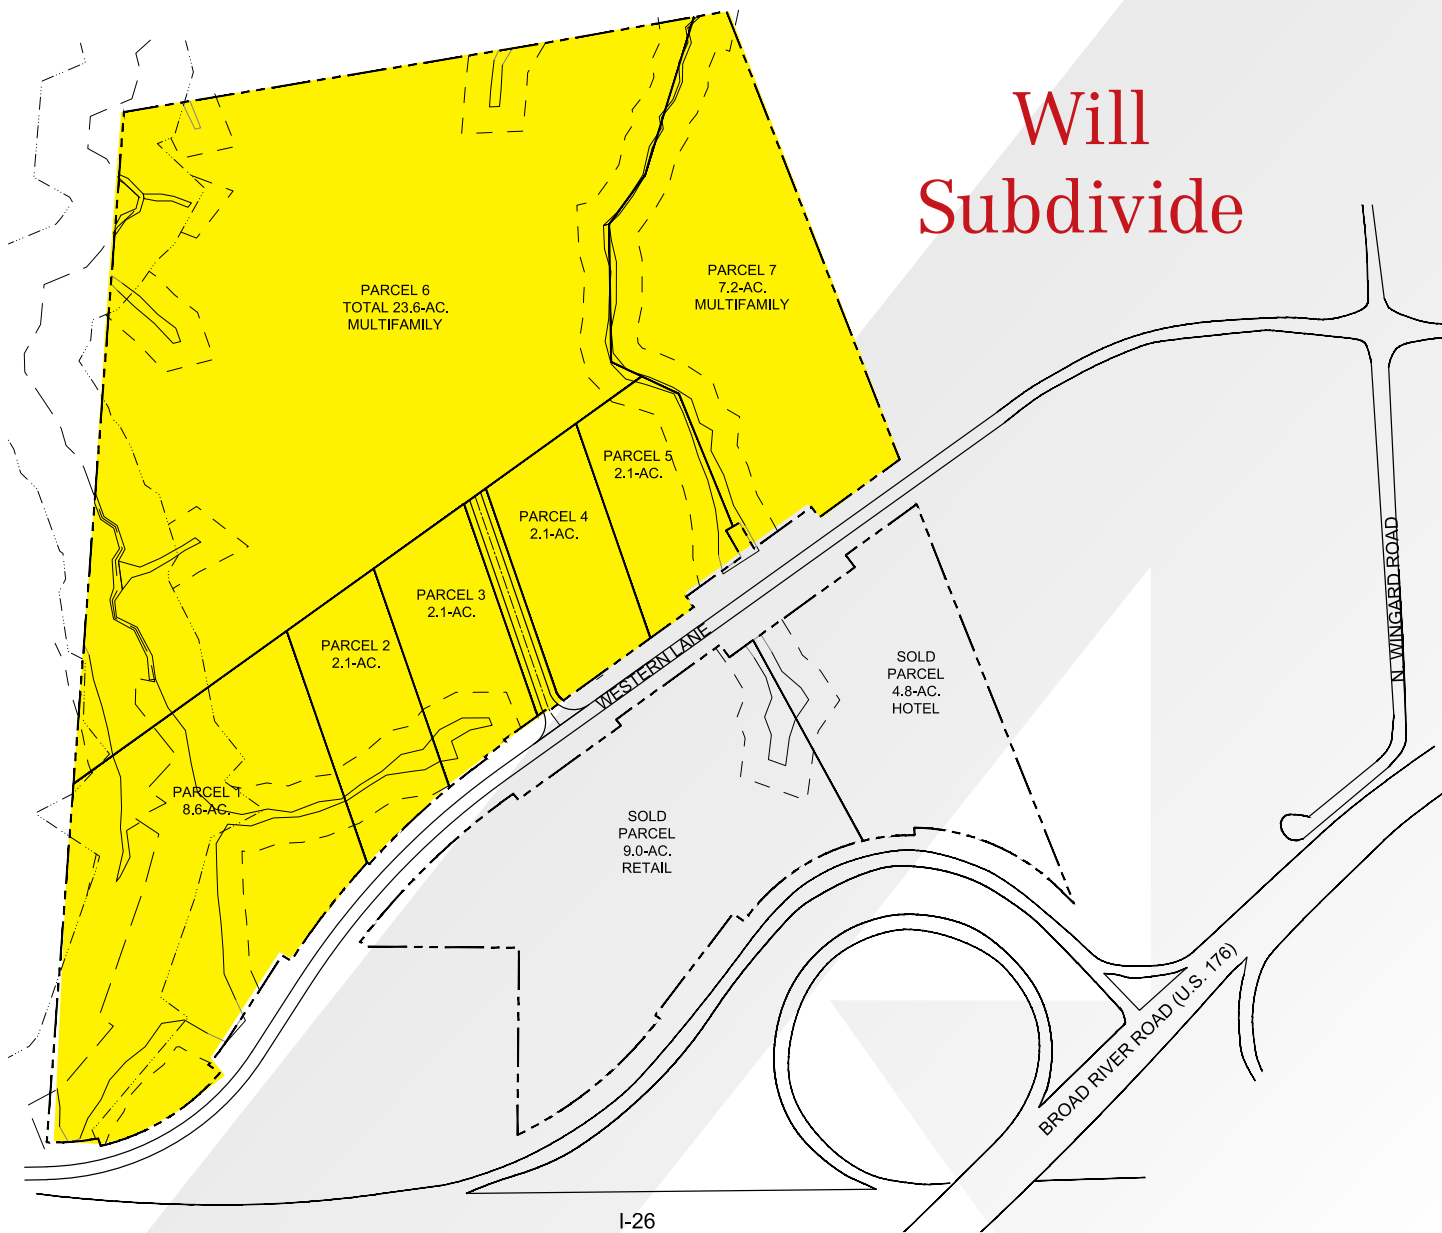 Will
Subdivide
PARCEL 6
TOTAL 23.6-AC.
MULTIFAMILY
PARCEL 7
7.2-AC.
MULTIFAMILY
PARCEL 5
2.1-AC.
PARCEL 4
2.1-AC.
PARCEL 3
2.1-AC.
PARCEL 2
2.1-AC.
PARCEL 1
8.6-AC.
WESTERN LANE
SOLD
PARCEL
4.8-AC.
HOTEL
SOLD
PARCEL
9.0-AC.
RETAIL
N WINGARD ROAD
BROAD RIVER ROAD (U.S. 176)
I-26